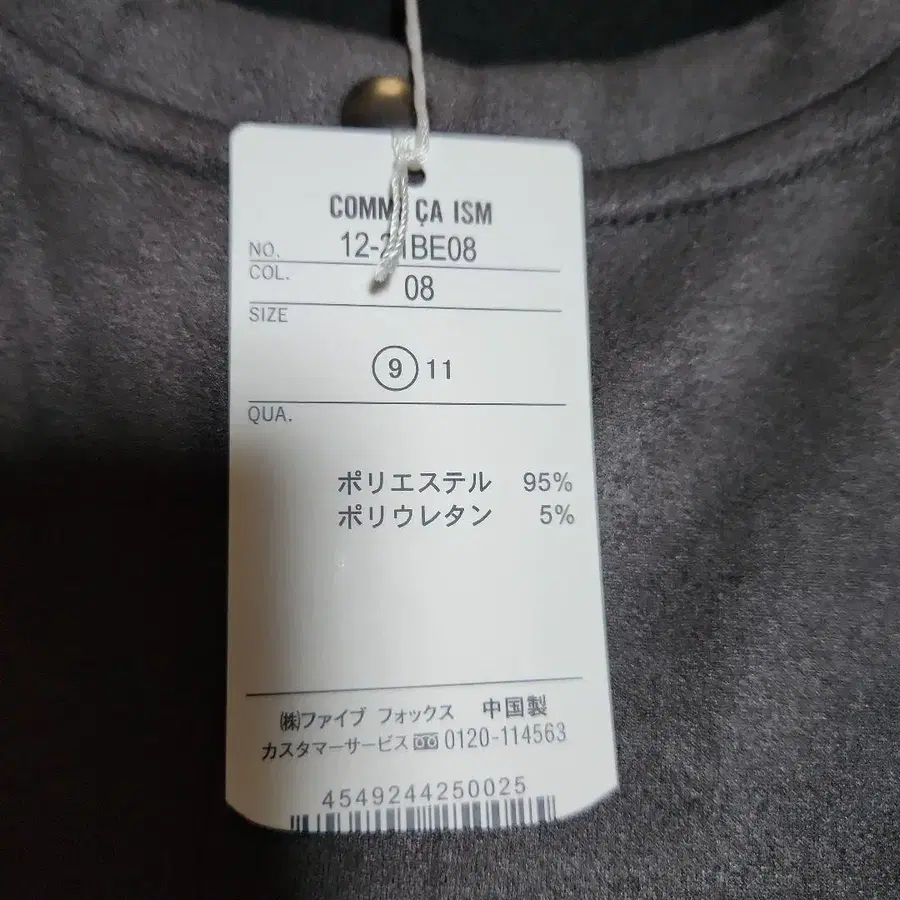 COMME ÇA ISM
NO. 12-21BE08
COL. 08
SIZE
9 11
QUA.
ポリエステル 95%
ポリウレタン 5%
㈱ファイブ フォックス 中国製
カスタマーサービス 0120-114563
4549244250025